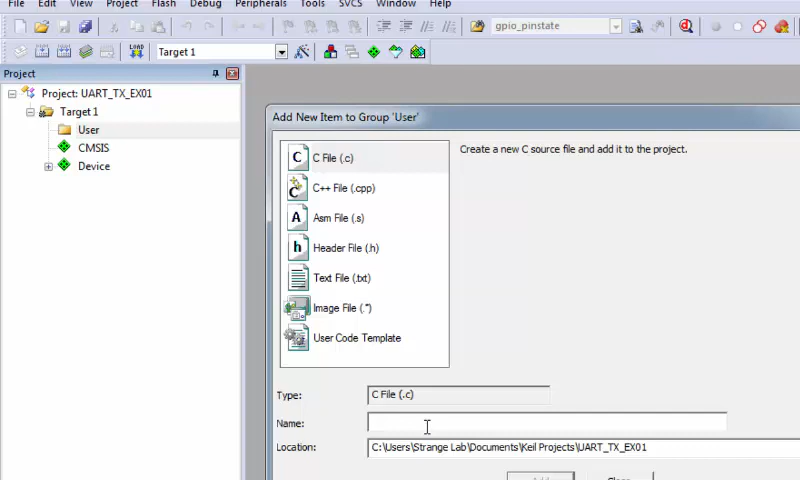 File Edit View Project Flash Debug Peripherals Tools SVCS Window Help
gpio_pinstate
LOAD Target 1
Project
Project: UART_TX_EX01
Target 1
User
CMSIS
Device
Add New Item to Group 'User'
C C File (.c)
Create a new C source file and add it to the project.
C C++ File (.cpp)
A Asm File (.s)
h Header File (.h)
Text File (.txt)
Image File (.*)
User Code Template
Type: C File (.c)
Name:
Location: C:\Users\Strange Lab\Documents\Keil Projects\UART_TX_EX01